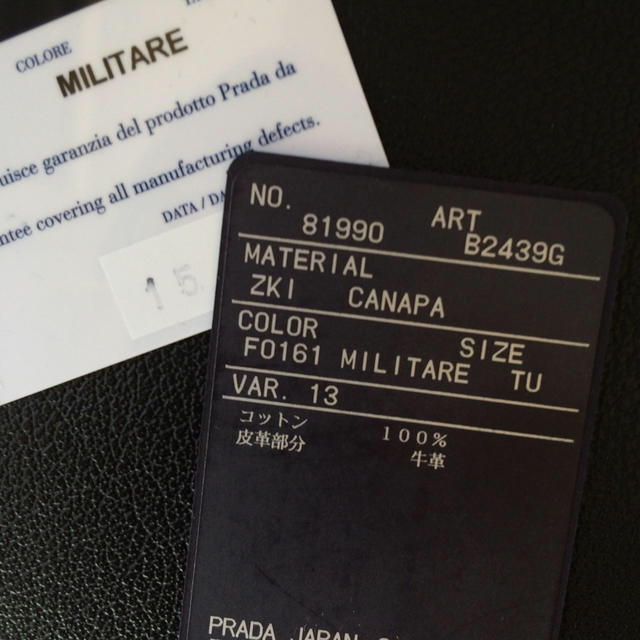 COLORE
MILITARE
uisce garanzia del prodotto Prada da
ntee covering all manufacturing defects.
DATA / DA
15
NO. ART
81990 B2439G
MATERIAL
ZKI CANAPA
COLOR SIZE
F0161 MILITARE TU
VAR. 13
コットン 100%
皮革部分 牛革
PRADA JAPAN